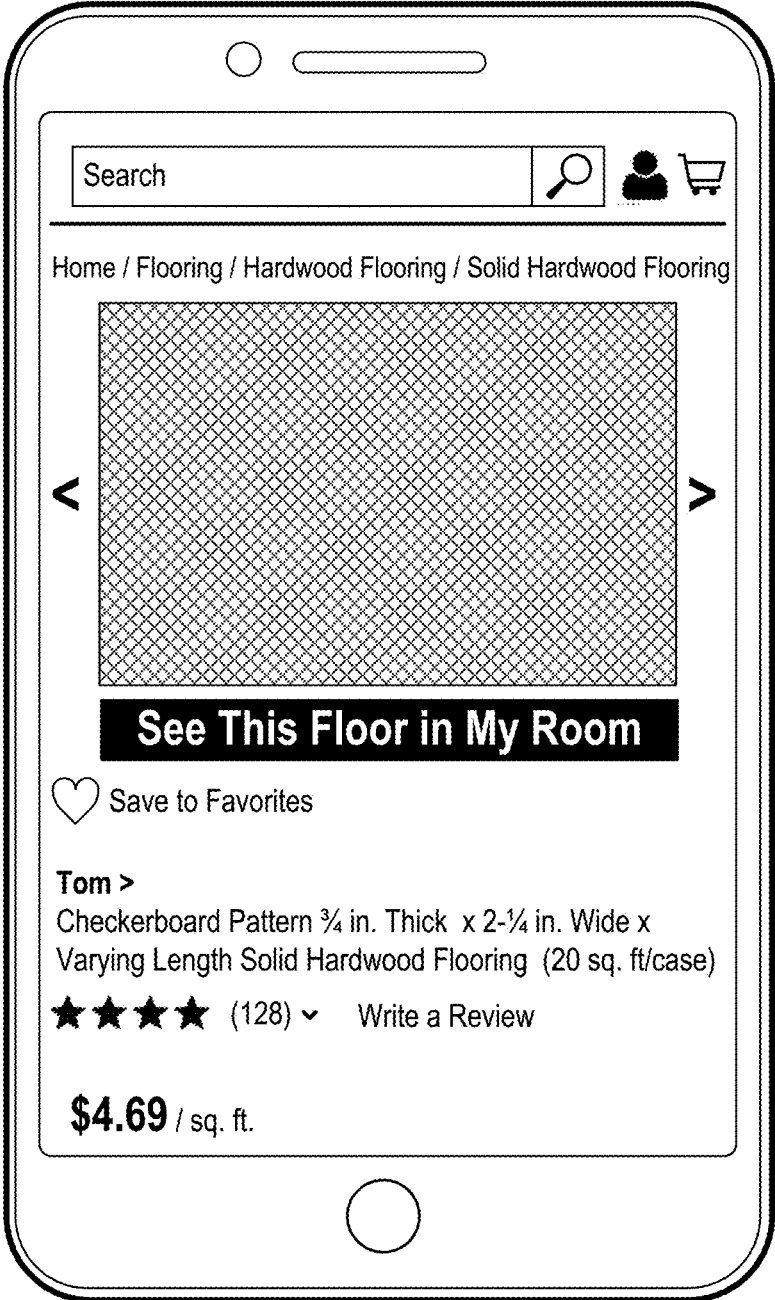 Search
Home / Flooring / Hardwood Flooring / Solid Hardwood Flooring
< >
See This Floor in My Room
Save to Favorites
Tom >
Checkerboard Pattern ¾ in. Thick x 2-¼ in. Wide x
Varying Length Solid Hardwood Flooring (20 sq. ft/case)
(128) Write a Review
$4.69 / sq. ft.